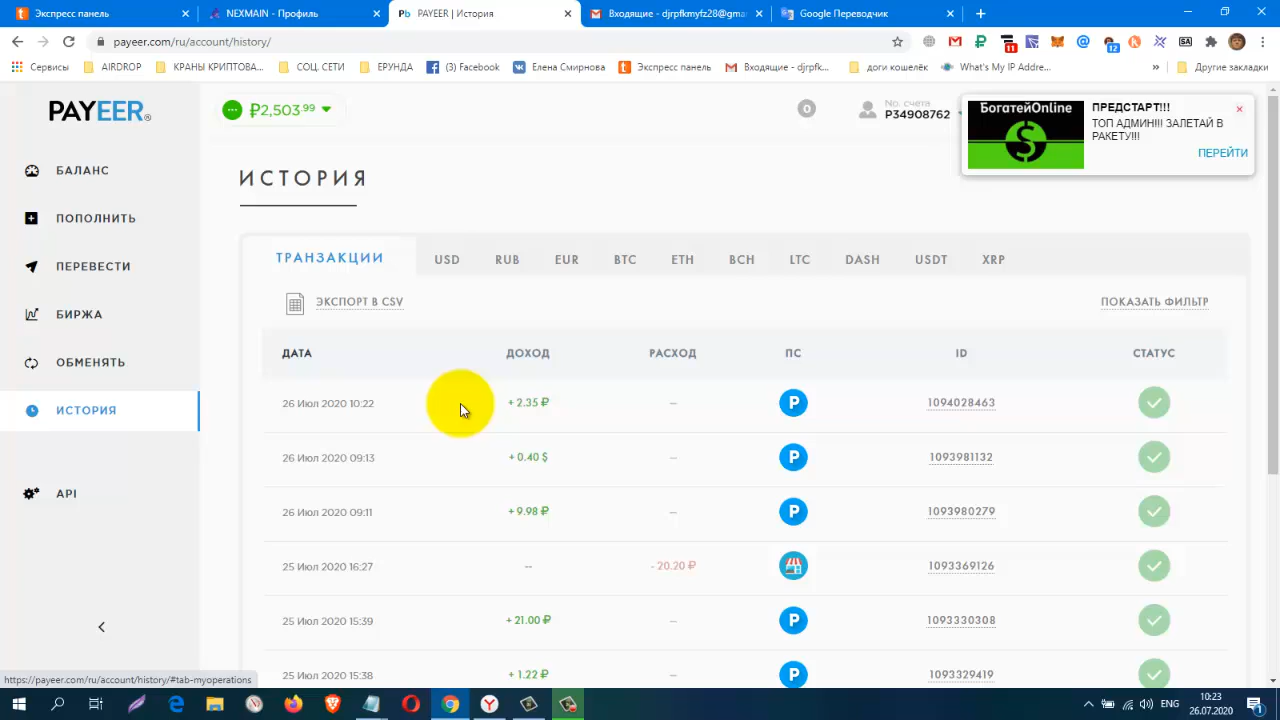 Экспресс панель
NEXMAIN - Профиль
PAYEER | История
Входящие - djrpfkmyfz28@gma
Google Переводчик
payeer.com/ru/account/history/
11
12
Сервисы
AIRDROP
КРАНЫ КРИПТОВА...
СОЦ. СЕТИ
ЕРУНДА
(3) Facebook
Елена Смирнова
Экспресс панель
Входящие - djrpfk...
доги кошелёк
What's My IP Addre...
»
Другие закладки
PAYEER
₽2,503.99
0
No. счета
P34908762
БогатейOnline
ПРЕДСТАРТ!!!
ТОП АДМИН!!! ЗАЛЕТАЙ В
РАКЕТУ!!!
ПЕРЕЙТИ
БАЛАНС
ПОПОЛНИТЬ
ПЕРЕВЕСТИ
БИРЖА
ОБМЕНЯТЬ
ИСТОРИЯ
API
ИСТОРИЯ
ТРАНЗАКЦИИ USD RUB EUR BTC ETH BCH LTC DASH USDT XRP
ЭКСПОРТ В CSV
ПОКАЗАТЬ ФИЛЬТР
ДАТА ДОХОД РАСХОД ПС ID СТАТУС
26 Июл 2020 10:22 + 2.35 ₽ -- P 1094028463
26 Июл 2020 09:13 + 0.40 $ -- P 1093981132
26 Июл 2020 09:11 + 9.98 ₽ -- P 1093980279
25 Июл 2020 16:27 -- - 20.20 ₽ 1093369126
25 Июл 2020 15:39 + 21.00 ₽ -- P 1093330308
25 Июл 2020 15:38 + 1.22 ₽ -- P 1093329419
https://payeer.com/ru/account/history/#tab-myoperations
ENG
10:23
26.07.2020
1